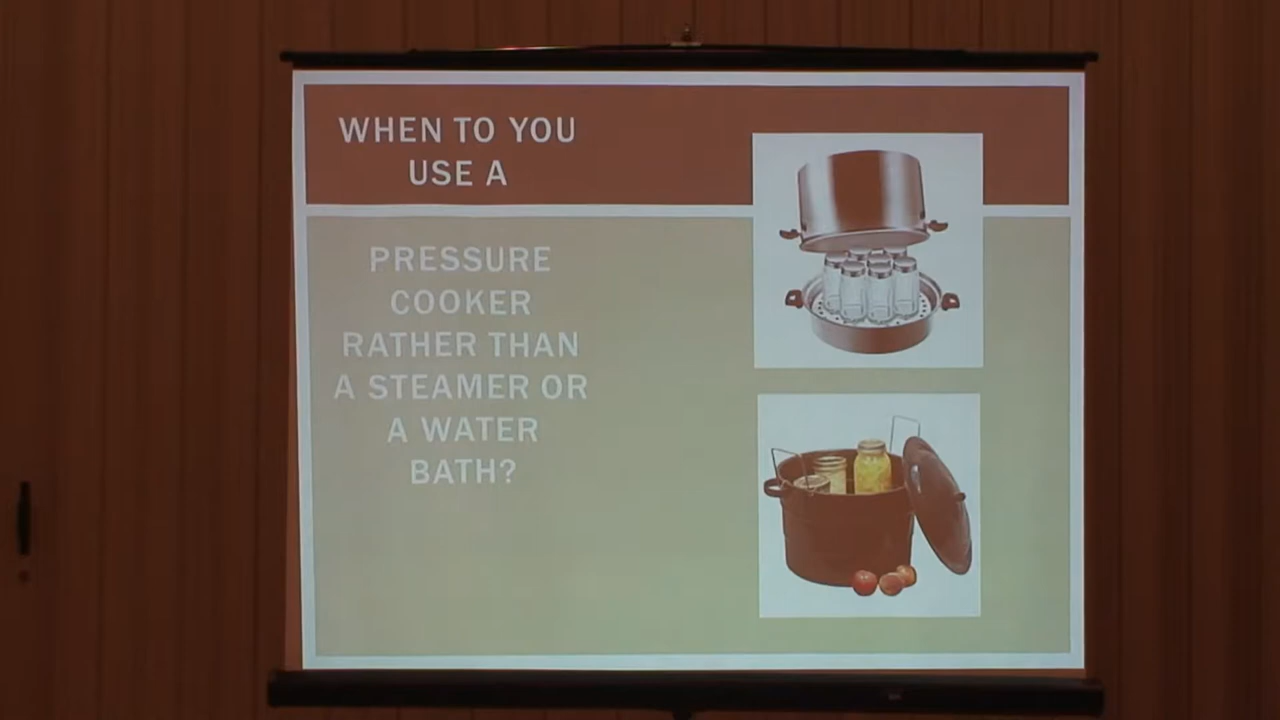 WHEN TO YOU
USE A
PRESSURE
COOKER
RATHER THAN
A STEAMER OR
A WATER
BATH?